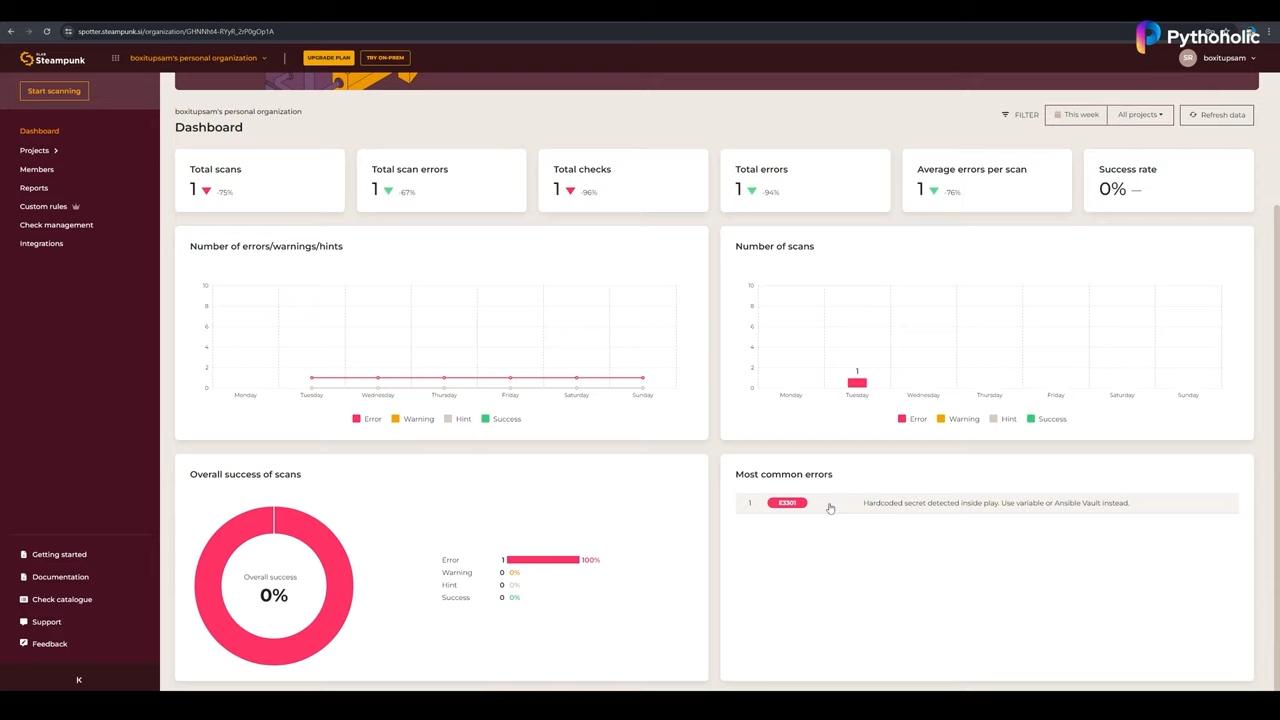 spotter.steampunk.si/organization/GHNNht4-RYyR_2rP0gOp1A
Pythoholic
XLAB
Steampunk
boxitupsam's personal organization
UPGRADE PLAN
TRY ON-PREM
SR
boxitupsam
Start scanning
Dashboard
Projects
Members
Reports
Custom rules
Check management
Integrations
Getting started
Documentation
Check catalogue
Support
Feedback
boxitupsam's personal organization
Dashboard
FILTER
This week
All projects
Refresh data
Total scans
1 -75%
Total scan errors
1 -67%
Total checks
1 -96%
Total errors
1 -94%
Average errors per scan
1 -76%
Success rate
0% —
Number of errors/warnings/hints
10
8
6
4
2
0
Monday Tuesday Wednesday Thursday Friday Saturday Sunday
Error Warning Hint Success
Number of scans
10
8
6
4
2
0
1
Monday Tuesday Wednesday Thursday Friday Saturday Sunday
Error Warning Hint Success
Overall success of scans
Overall success
0%
Error 1 100%
Warning 0 0%
Hint 0 0%
Success 0 0%
Most common errors
1 E3301 Hardcoded secret detected inside play. Use variable or Ansible Vault instead.